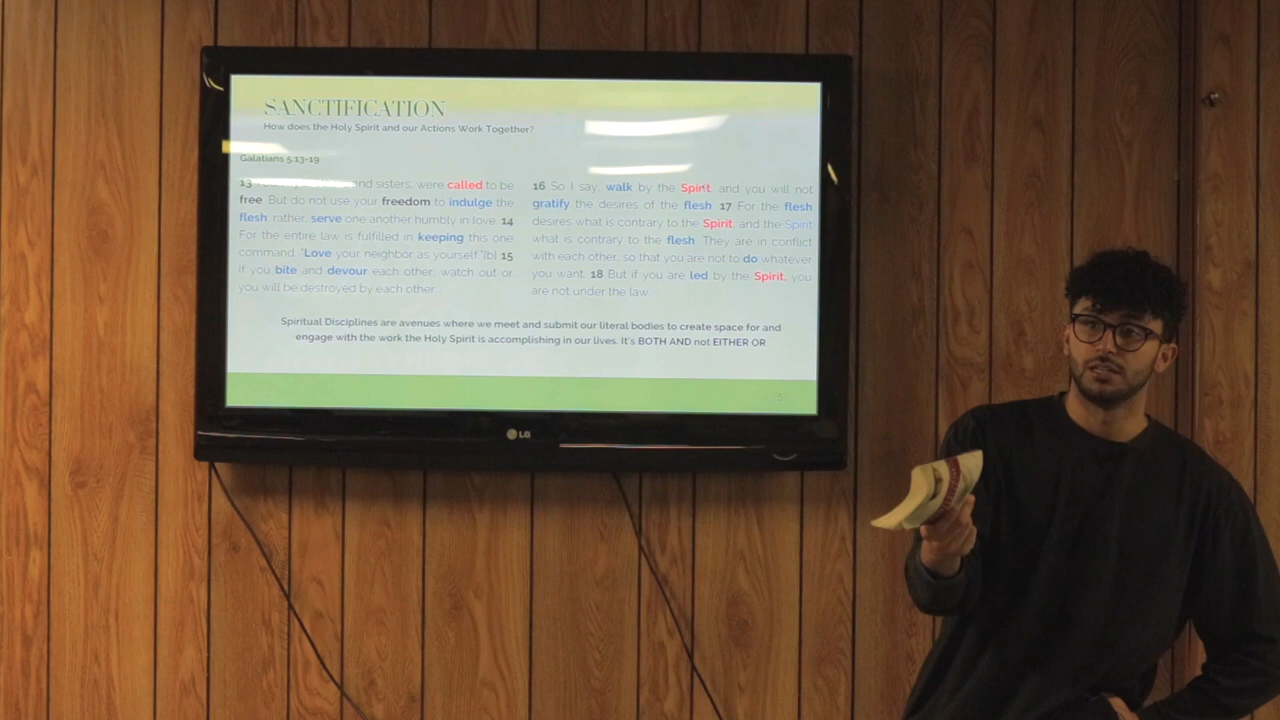 SANCTIFICATION
How does the Holy Spirit and our Actions Work Together?
Galatians 5:13-19
13 and sisters, were called to be
free. But do not use your freedom to indulge the
flesh; rather, serve one another humbly in love. 14
For the entire law is fulfilled in keeping this one
command: "Love your neighbor as yourself."[b] 15
If you bite and devour each other, watch out or
you will be destroyed by each other.
16 So I say, walk by the Spirit, and you will not
gratify the desires of the flesh. 17 For the flesh
desires what is contrary to the Spirit, and the Spirit
what is contrary to the flesh. They are in conflict
with each other, so that you are not to do whatever
you want. 18 But if you are led by the Spirit, you
are not under the law.
Spiritual Disciplines are avenues where we meet and submit our literal bodies to create space for and
engage with the work the Holy Spirit is accomplishing in our lives. It's BOTH AND not EITHER OR
5
LG